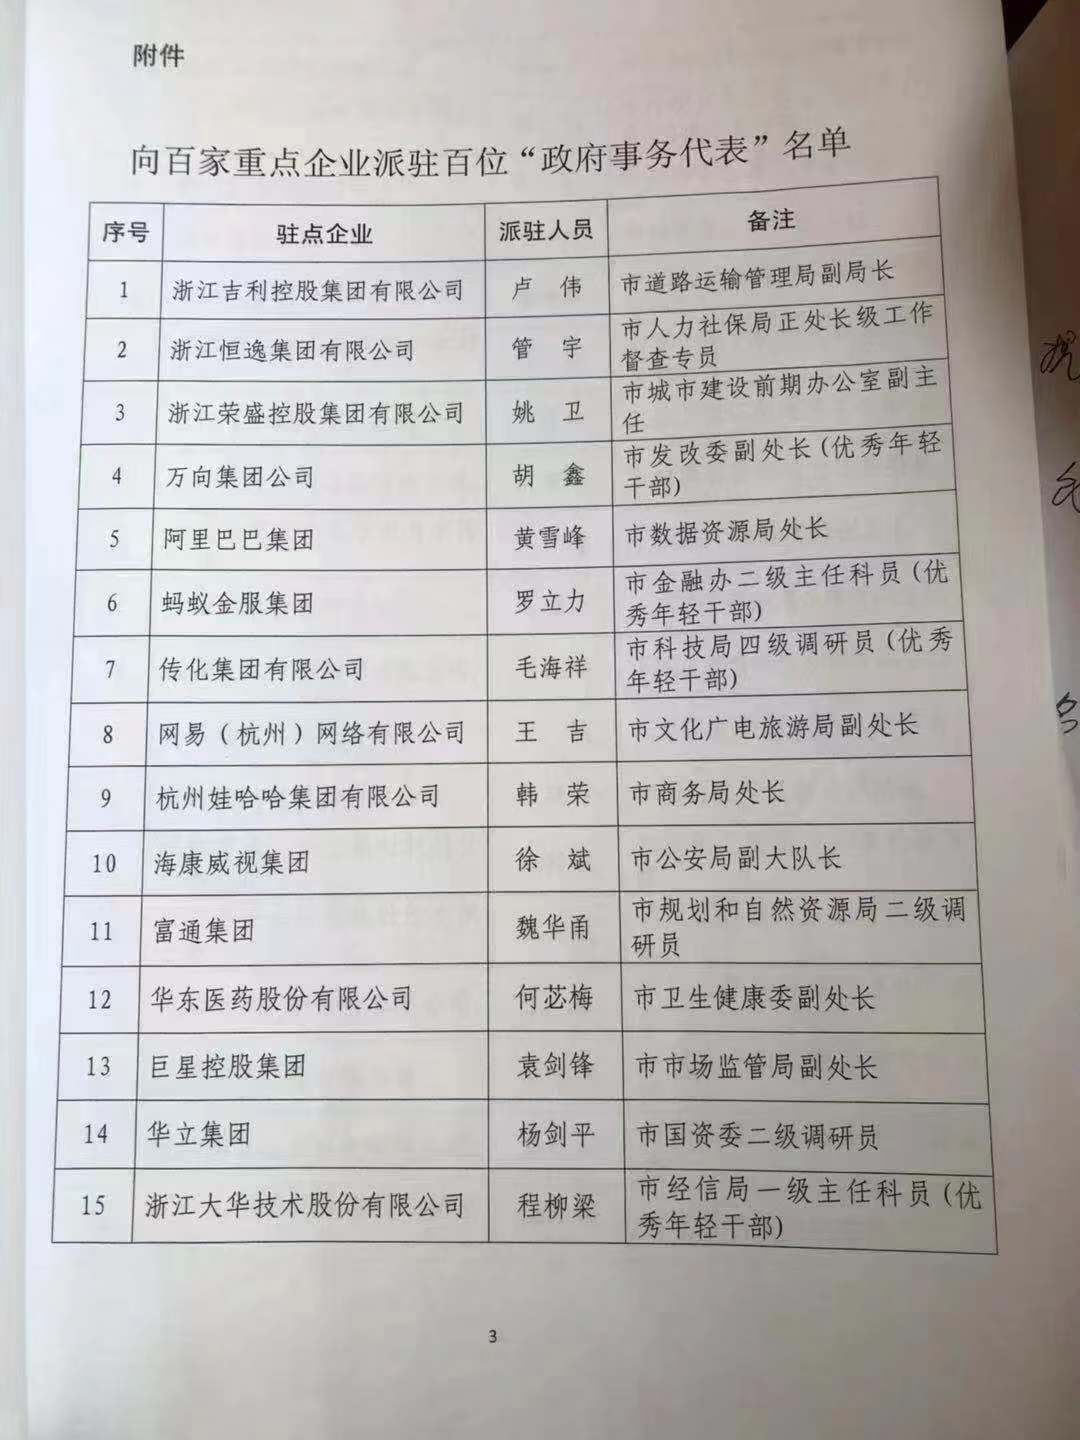 附件
向百家重点企业派驻百位“政府事务代表”名单
序号 驻点企业 派驻人员 备注
1 浙江吉利控股集团有限公司 卢 伟 市道路运输管理局副局长
2 浙江恒逸集团有限公司 管 宇 市人力社保局正处长级工作
督查专员
3 浙江荣盛控股集团有限公司 姚 卫 市城市建设前期办公室副主
任
4 万向集团公司 胡 鑫 市发改委副处长(优秀年轻
干部)
5 阿里巴巴集团 黄雪峰 市数据资源局处长
6 蚂蚁金服集团 罗立力 市金融办二级主任科员(优
秀年轻干部)
7 传化集团有限公司 毛海祥 市科技局四级调研员(优秀
年轻干部)
8 网易（杭州）网络有限公司 王 吉 市文化广电旅游局副处长
9 杭州娃哈哈集团有限公司 韩 荣 市商务局处长
10 海康威视集团 徐 斌 市公安局副大队长
11 富通集团 魏华甬 市规划和自然资源局二级调
研员
12 华东医药股份有限公司 何苾梅 市卫生健康委副处长
13 巨星控股集团 袁剑锋 市市场监管局副处长
14 华立集团 杨剑平 市国资委二级调研员
15 浙江大华技术股份有限公司 程柳梁 市经信局一级主任科员(优
秀年轻干部)
3